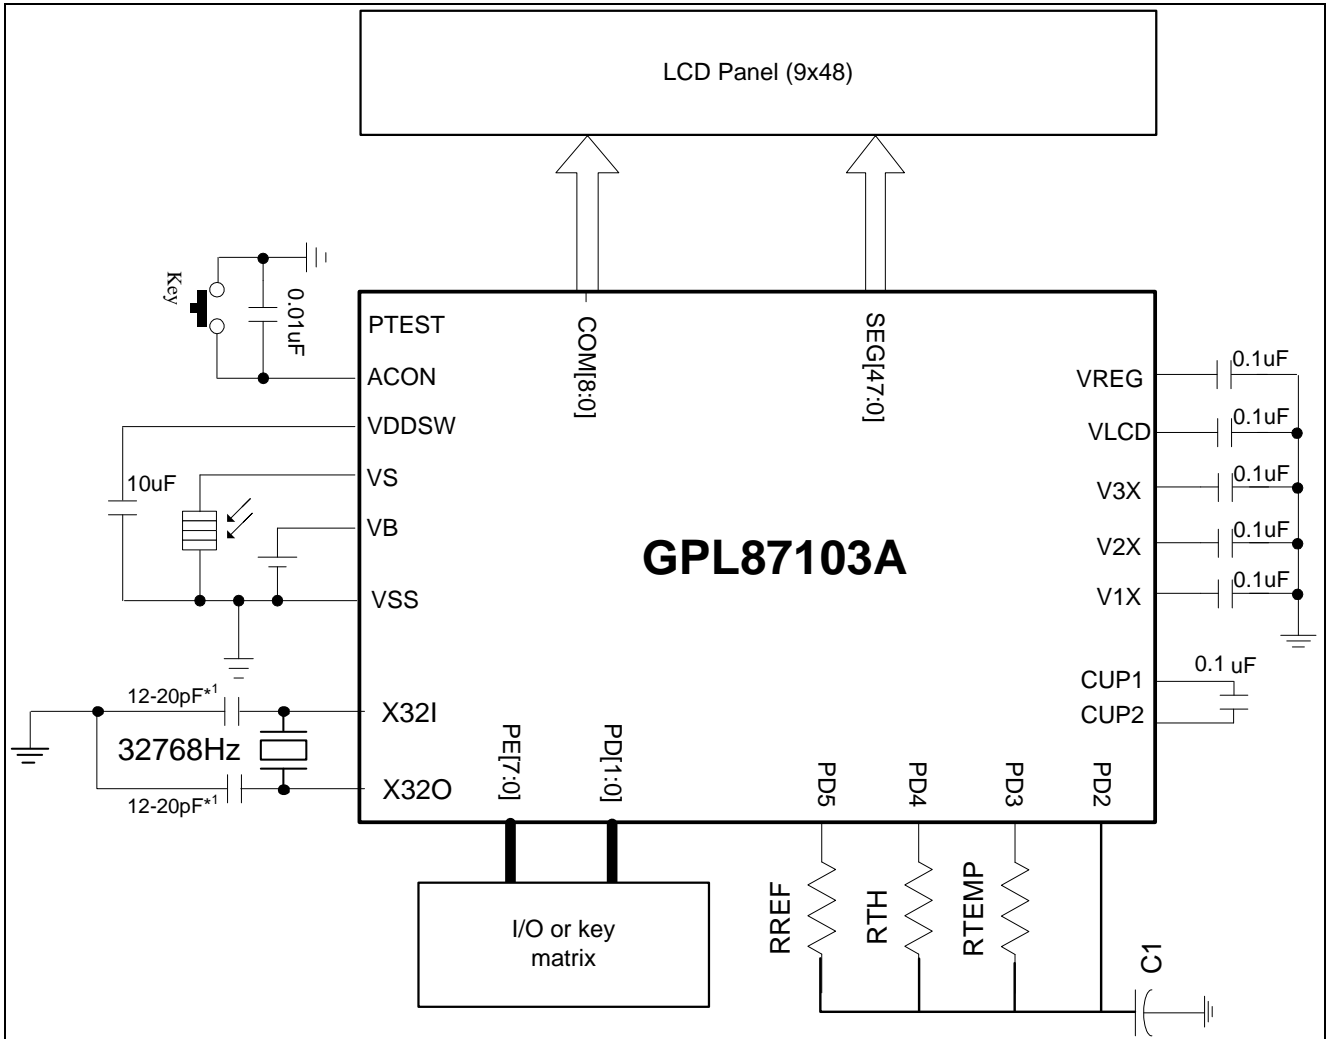 LCD Panel (9x48)
Key
0.01uF
PTEST
COM[8:0]
SEG[47:0]
ACON
VREG
0.1uF
VDDSW
VLCD
0.1uF
VS
10uF
V3X
0.1uF
VB
GPL87103A
V2X
0.1uF
VSS
V1X
0.1uF
12-20pF*1
X32I
CUP1
0.1 uF
CUP2
32768Hz
X32O
12-20pF*1
PE[7:0]
PD[1:0]
PD5
PD4
PD3
PD2
I/O or key
matrix
RREF
RTH
RTEMP
C1